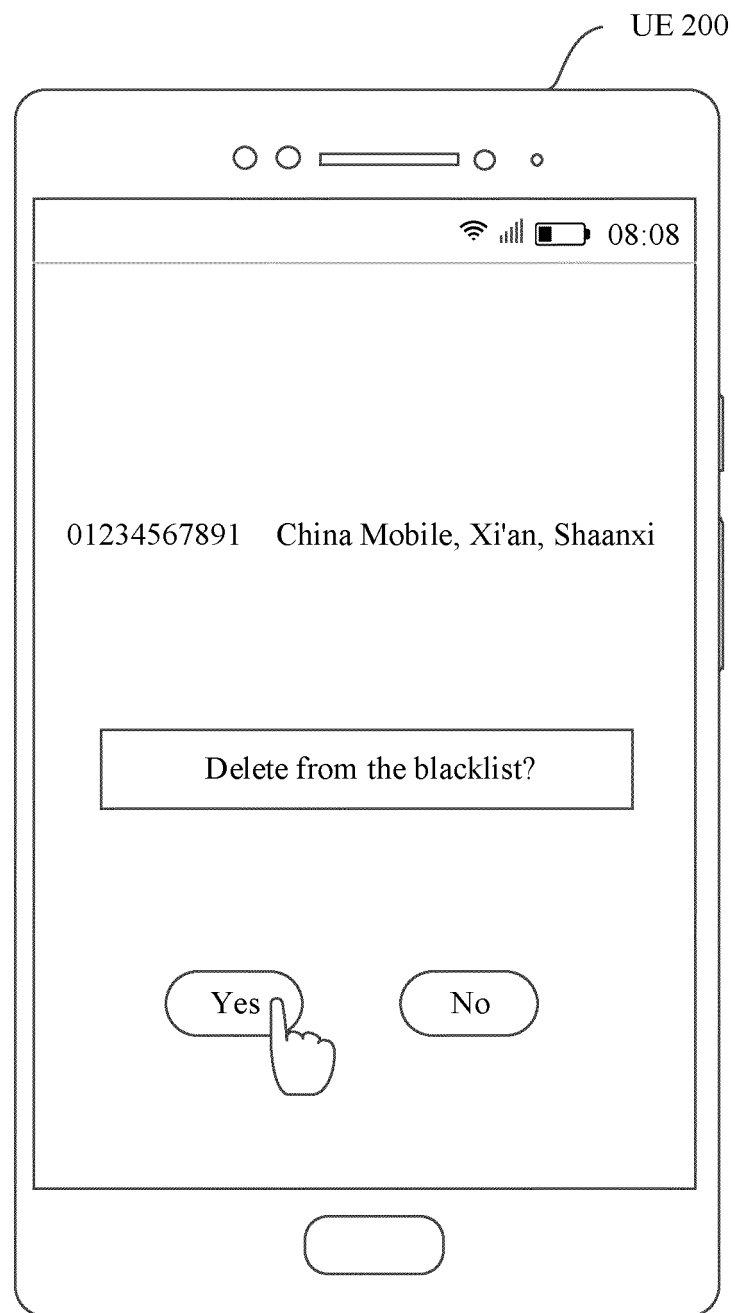 UE 200
08:08
01234567891 China Mobile, Xi'an, Shaanxi
Delete from the blacklist?
Yes No